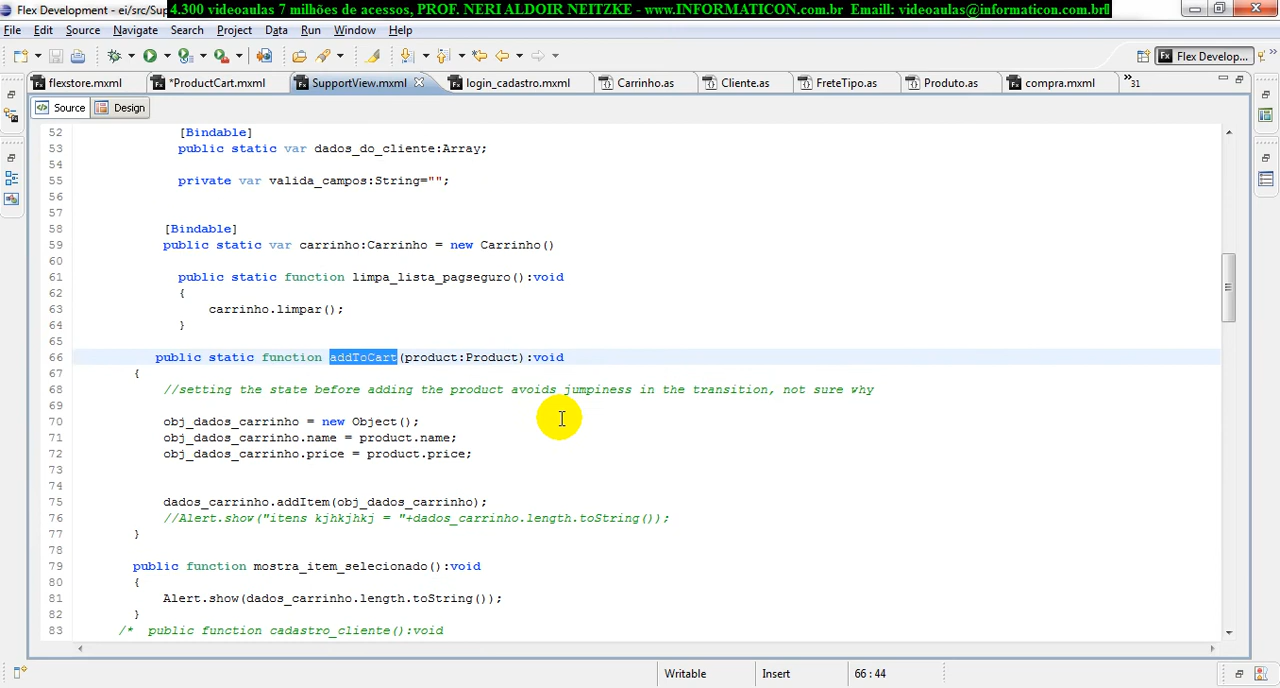 Flex Development - ei/src/Sup
4.300 videoaulas 7 milhões de acessos, PROF. NERI ALDOIR NEITZKE - www.INFORMATICON.com.br Emaill: videoaulas@informaticon.com.br
File Edit Source Navigate Search Project Data Run Window Help
Flex Develop...
flexstore.mxml *ProductCart.mxml SupportView.mxml login_cadastro.mxml Carrinho.as Cliente.as FreteTipo.as Produto.as compra.mxml »31
Source Design
52 [Bindable]
53 public static var dados_do_cliente:Array;
54
55 private var valida_campos:String="";
56
57
58 [Bindable]
59 public static var carrinho:Carrinho = new Carrinho()
60
61 public static function limpa_lista_pagseguro():void
62 {
63 carrinho.limpar();
64 }
65
66 public static function addToCart(product:Product):void
67 {
68 //setting the state before adding the product avoids jumpiness in the transition, not sure why
69
70 obj_dados_carrinho = new Object();
71 obj_dados_carrinho.name = product.name;
72 obj_dados_carrinho.price = product.price;
73
74
75 dados_carrinho.addItem(obj_dados_carrinho);
76 //Alert.show("itens kjhkjhkj = "+dados_carrinho.length.toString());
77 }
78
79 public function mostra_item_selecionado():void
80 {
81 Alert.show(dados_carrinho.length.toString());
82 }
83 /* public function cadastro_cliente():void
Writable Insert 66 : 44